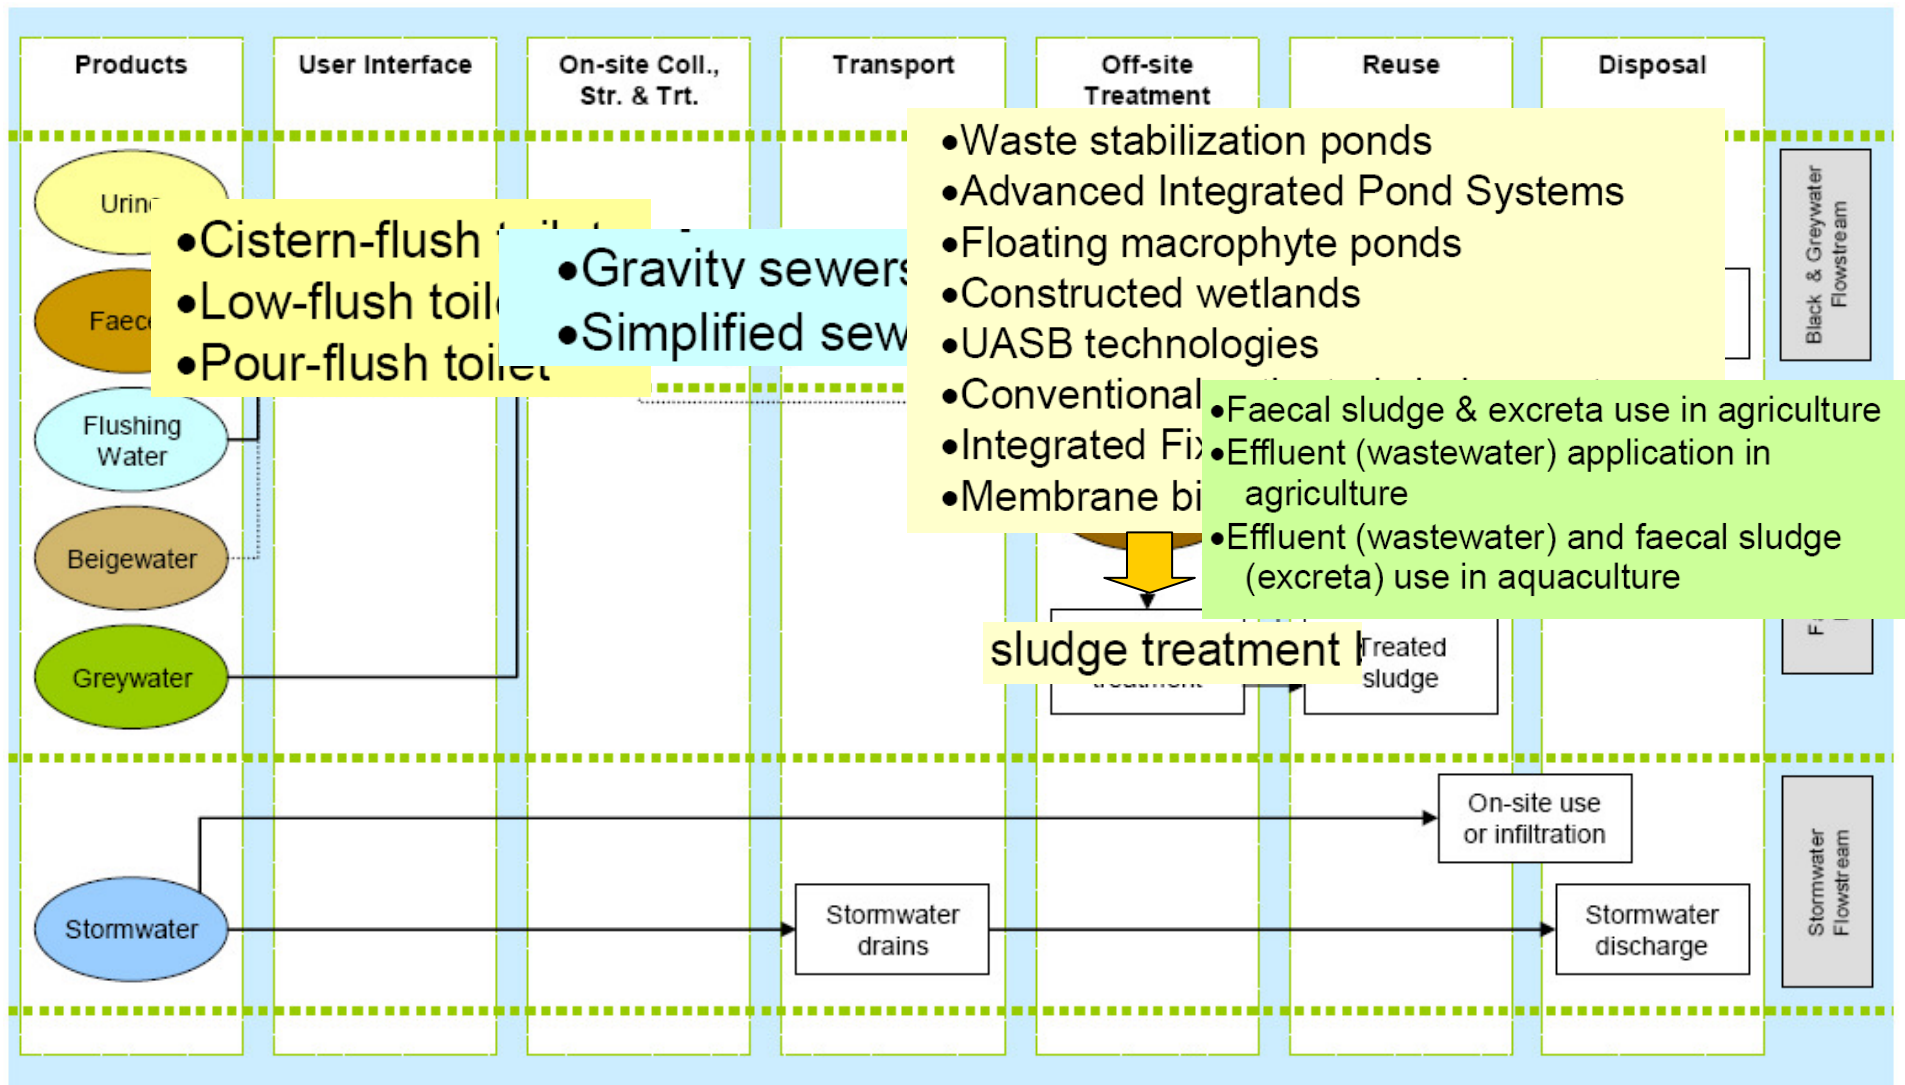 Products
User Interface
On-site Coll.,
Str. & Trt.
Transport
Off-site
Treatment
Reuse
Disposal
Urine
Faeces
Flushing
Water
Beigewater
Greywater
Stormwater
•Cistern-flush toilet
•Low-flush
•Pour-flush toilet
•Gravity sewers
•Simplified
•Waste stabilization ponds
•Advanced Integrated Pond Systems
•Floating macrophyte ponds
•Constructed wetlands
•UASB technologies
•Conventional
•Integrated
•Membrane
•Faecal sludge & excreta use in agriculture
•Effluent (wastewater) application in
agriculture
•Effluent (wastewater) and faecal sludge
(excreta) use in aquaculture
sludge treatment
treatment
Treated
sludge
On-site use
or infiltration
Stormwater
drains
Stormwater
discharge
Black & Greywater
Flowstream
Stormwater
Flowstream